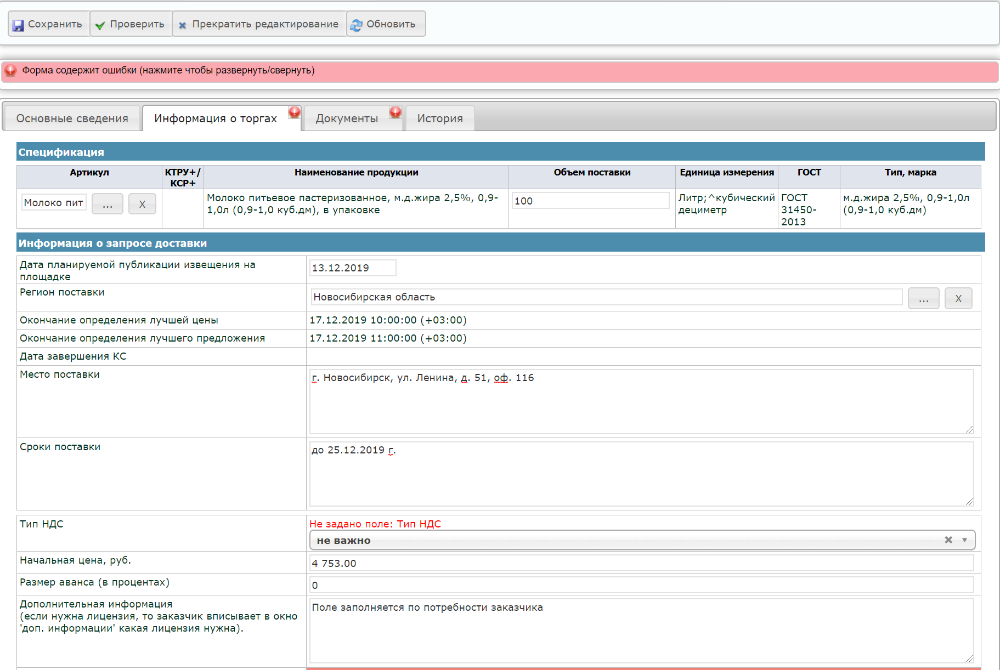 Сохранить
Проверить
Прекратить редактирование
Обновить
Форма содержит ошибки (нажмите чтобы развернуть/свернуть)
Основные сведения
Информация о торгах
Документы
История
Спецификация
Артикул
КТРУ+/
КСР+
Наименование продукции
Объем поставки
Единица измерения
ГОСТ
Тип, марка
Молоко пит
...
X
Молоко питьевое пастеризованное, м.д.жира 2,5%, 0,9-
1,0л (0,9-1,0 куб.дм), в упаковке
100
Литр;^кубический
дециметр
ГОСТ
31450-
2013
м.д.жира 2,5%, 0,9-1,0л
(0,9-1,0 куб.дм)
Информация о запросе доставки
Дата планируемой публикации извещения на
площадке
13.12.2019
Регион поставки
Новосибирская область
...
X
Окончание определения лучшей цены
17.12.2019 10:00:00 (+03:00)
Окончание определения лучшего предложения
17.12.2019 11:00:00 (+03:00)
Дата завершения КС
Место поставки
г. Новосибирск, ул. Ленина, д. 51, оф. 116
Сроки поставки
до 25.12.2019 г.
Тип НДС
Не задано поле: Тип НДС
не важно
Начальная цена, руб.
4 753.00
Размер аванса (в процентах)
0
Дополнительная информация
(если нужна лицензия, то заказчик вписывает в окно
'доп. информации' какая лицензия нужна).
Поле заполняется по потребности заказчика